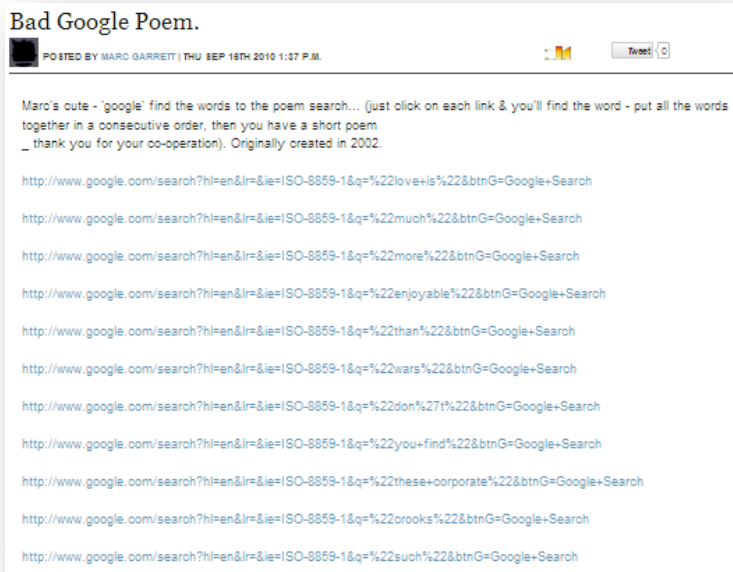 Bad Google Poem.
POSTED BY MARC GARRETT | THU SEP 16TH 2010 1:37 P.M.
Tweet 0
Marc's cute - 'google' find the words to the poem search... (just click on each link & you'll find the word - put all the words
together in a consecutive order, then you have a short poem
_ thank you for your co-operation). Originally created in 2002.
http://www.google.com/search?hl=en&lr=&ie=ISO-8859-1&q=%22love+is%22&btnG=Google+Search
http://www.google.com/search?hl=en&lr=&ie=ISO-8859-1&q=%22much%22&btnG=Google+Search
http://www.google.com/search?hl=en&lr=&ie=ISO-8859-1&q=%22more%22&btnG=Google+Search
http://www.google.com/search?hl=en&lr=&ie=ISO-8859-1&q=%22enjoyable%22&btnG=Google+Search
http://www.google.com/search?hl=en&lr=&ie=ISO-8859-1&q=%22than%22&btnG=Google+Search
http://www.google.com/search?hl=en&lr=&ie=ISO-8859-1&q=%22wars%22&btnG=Google+Search
http://www.google.com/search?hl=en&lr=&ie=ISO-8859-1&q=%22don%27t%22&btnG=Google+Search
http://www.google.com/search?hl=en&lr=&ie=ISO-8859-1&q=%22you+find%22&btnG=Google+Search
http://www.google.com/search?hl=en&lr=&ie=ISO-8859-1&q=%22these+corporate%22&btnG=Google+Search
http://www.google.com/search?hl=en&lr=&ie=ISO-8859-1&q=%22crooks%22&btnG=Google+Search
http://www.google.com/search?hl=en&lr=&ie=ISO-8859-1&q=%22such%22&btnG=Google+Search